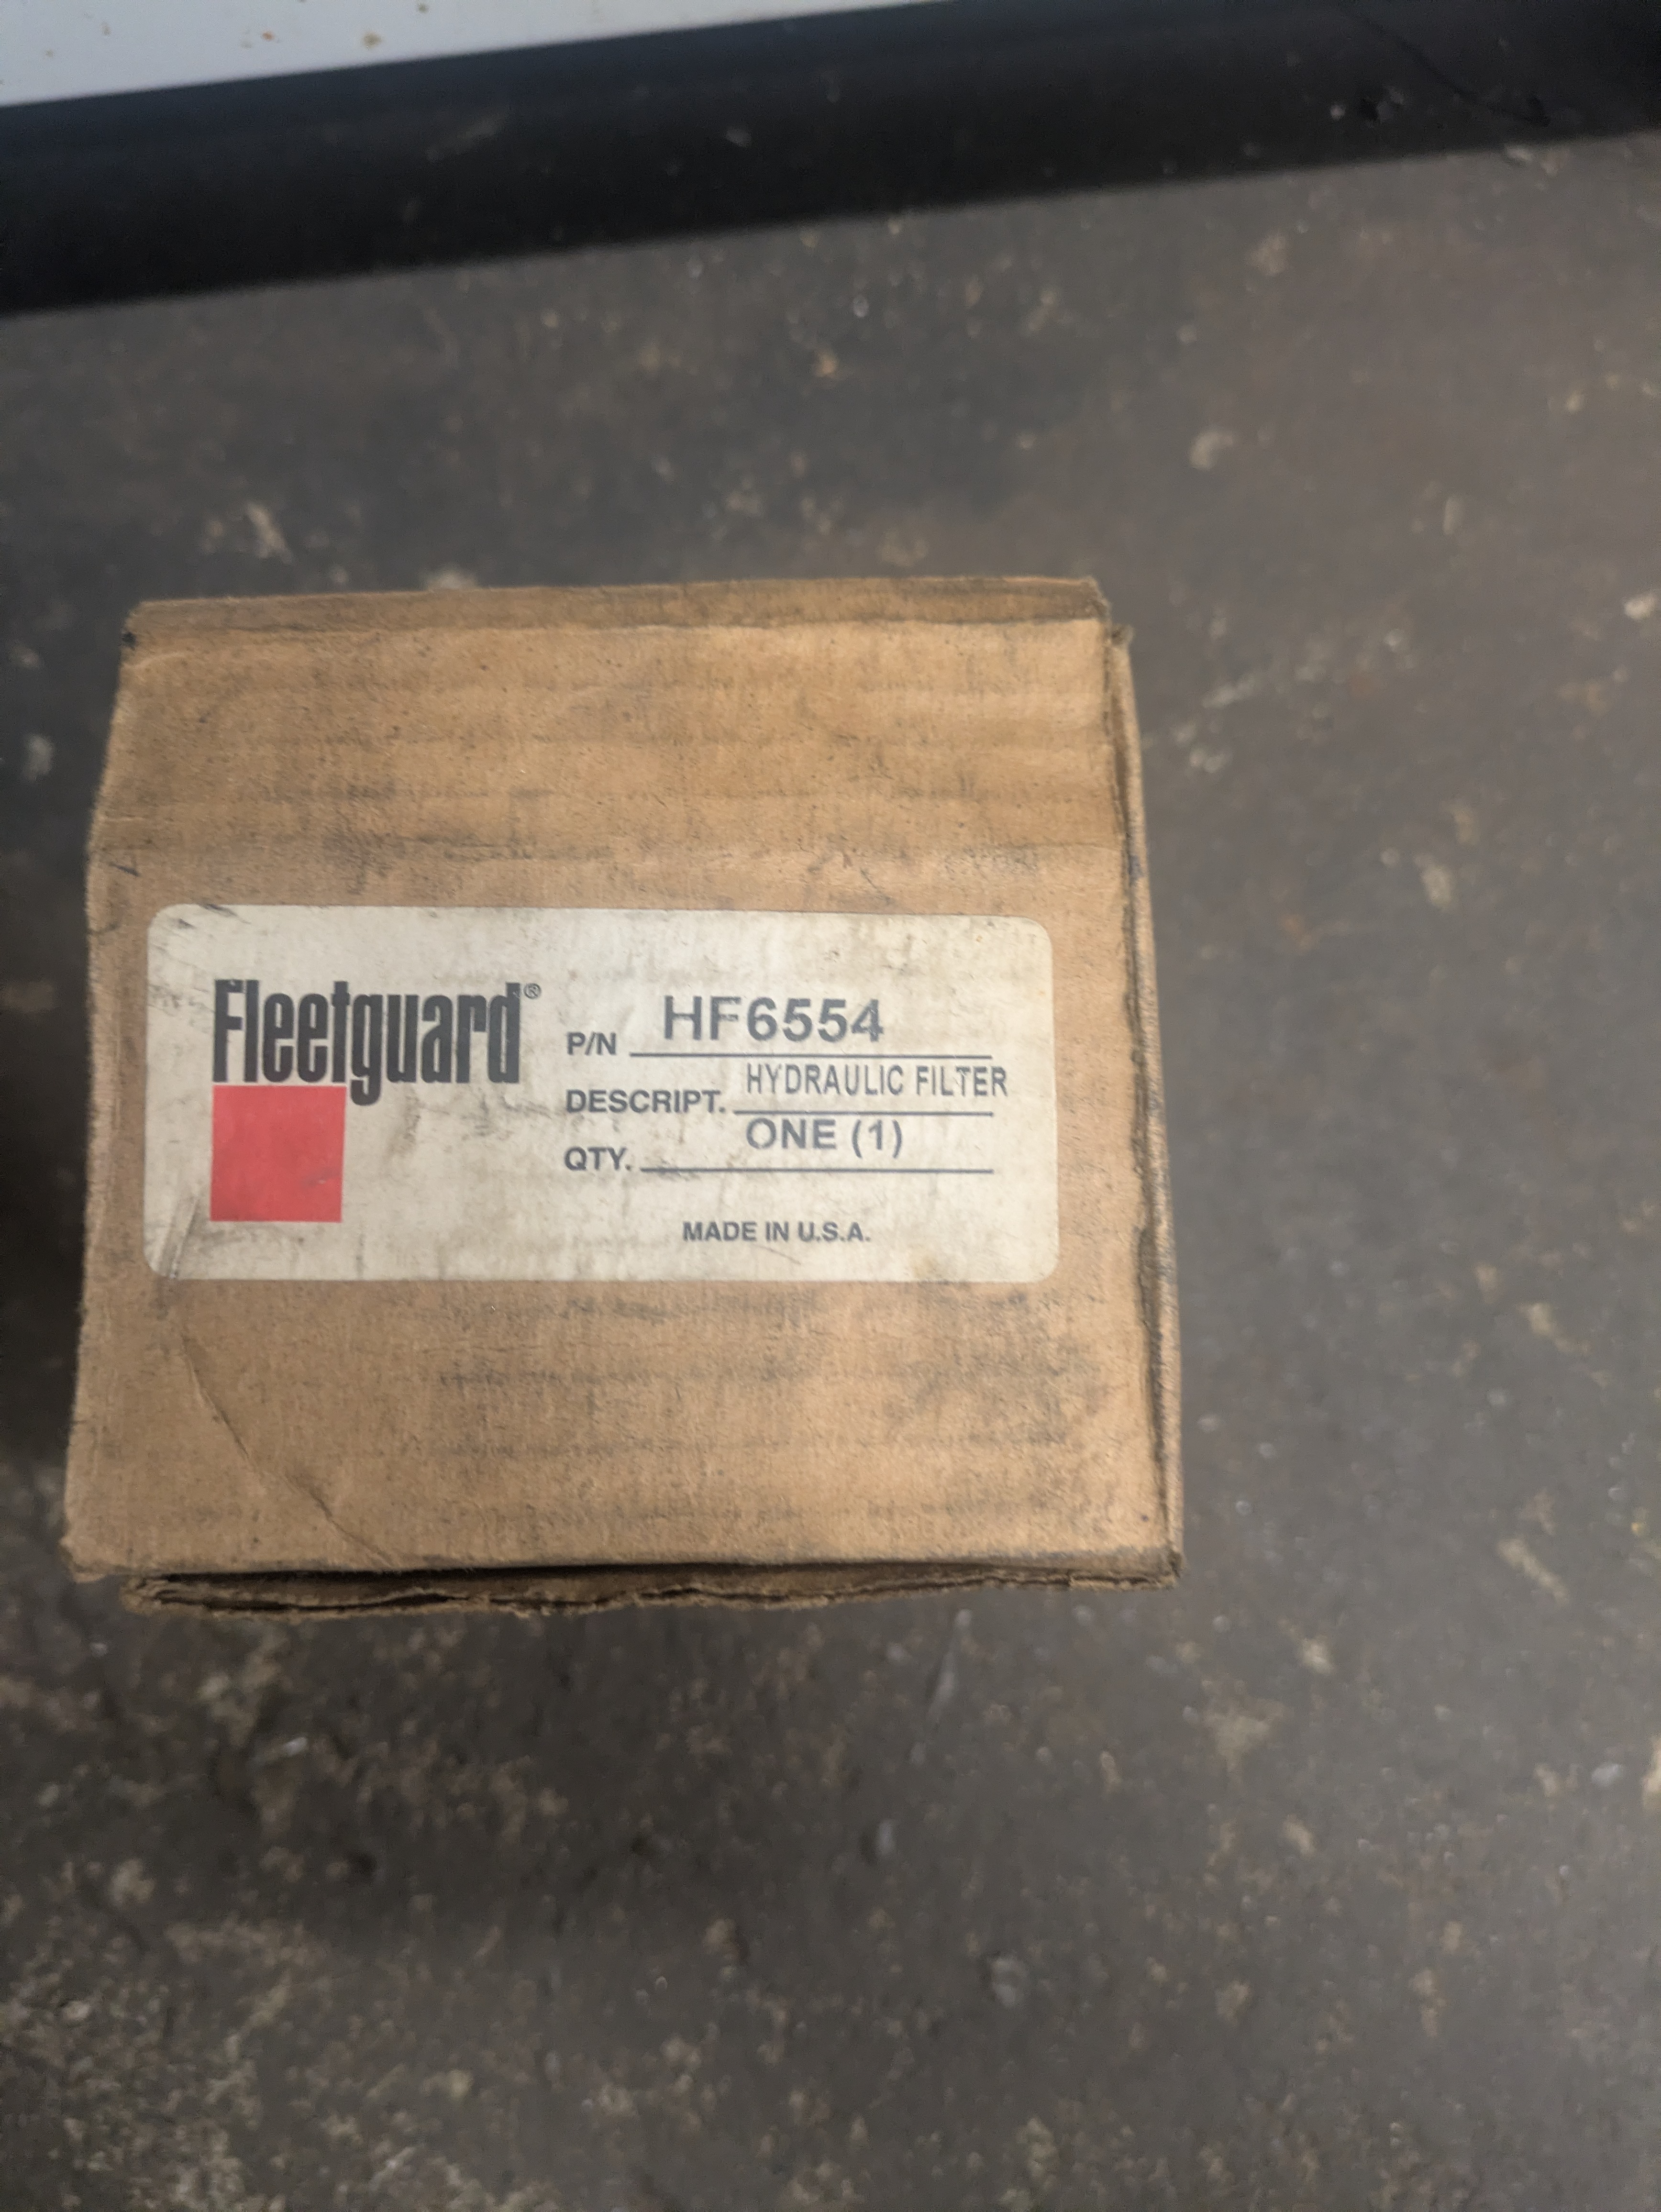 Fleetguard®
P/N HF6554
DESCRIPT. HYDRAULIC FILTER
QTY. ONE (1)
MADE IN U.S.A.